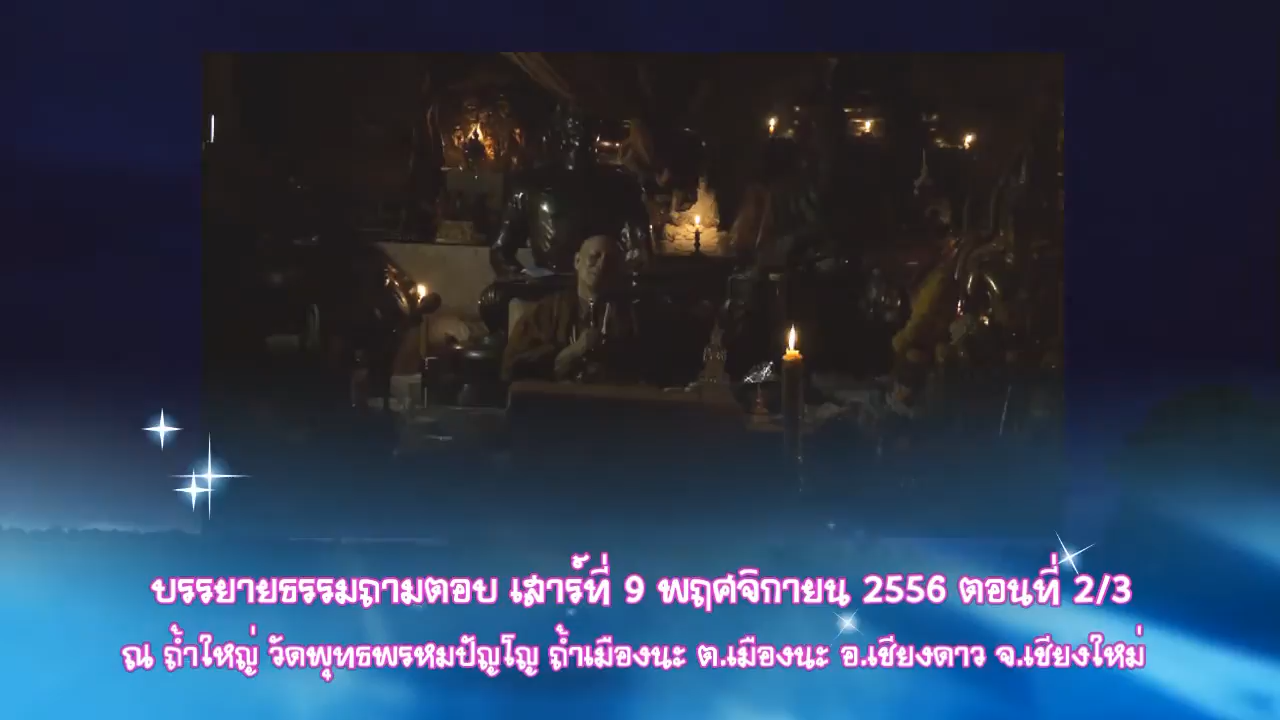 บรรยายธรรมถามตอบ เสาร์ที่ 9 พฤศจิกายน 2556 ตอนที่ 2/3
ณ ถ้ำใหญ่ วัดพุทธพรหมปัญโญ ถ้ำเมืองนะ ต.เมืองนะ อ.เชียงดาว จ.เชียงใหม่